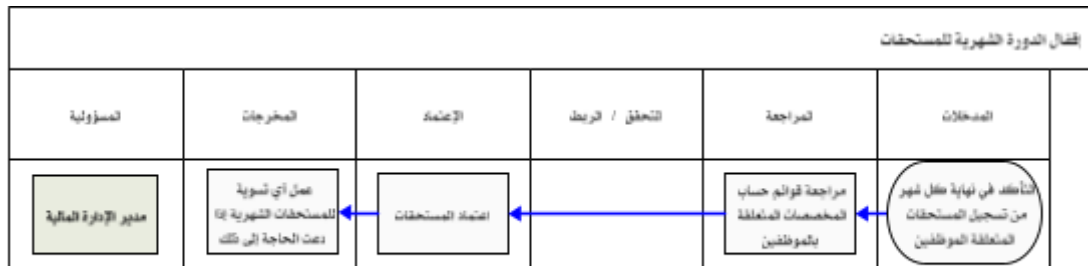 إقفال الدورة الشهرية للمستحقات
المدخلات
المراجعة
التحقق / الربط
الإعتماد
المخرجات
المسؤولية
التأكد في نهاية كل شهر
من تسجيل المستحقات
المتعلقة الموظفين
مراجعة قوائم حساب
المخصصات المتعلقة
بالموظفين
اعتماد المستحقات
عمل أي تسوية
للمستحقات الشهرية إذا
دعت الحاجة إلى ذلك
مدير الإدارة المالية